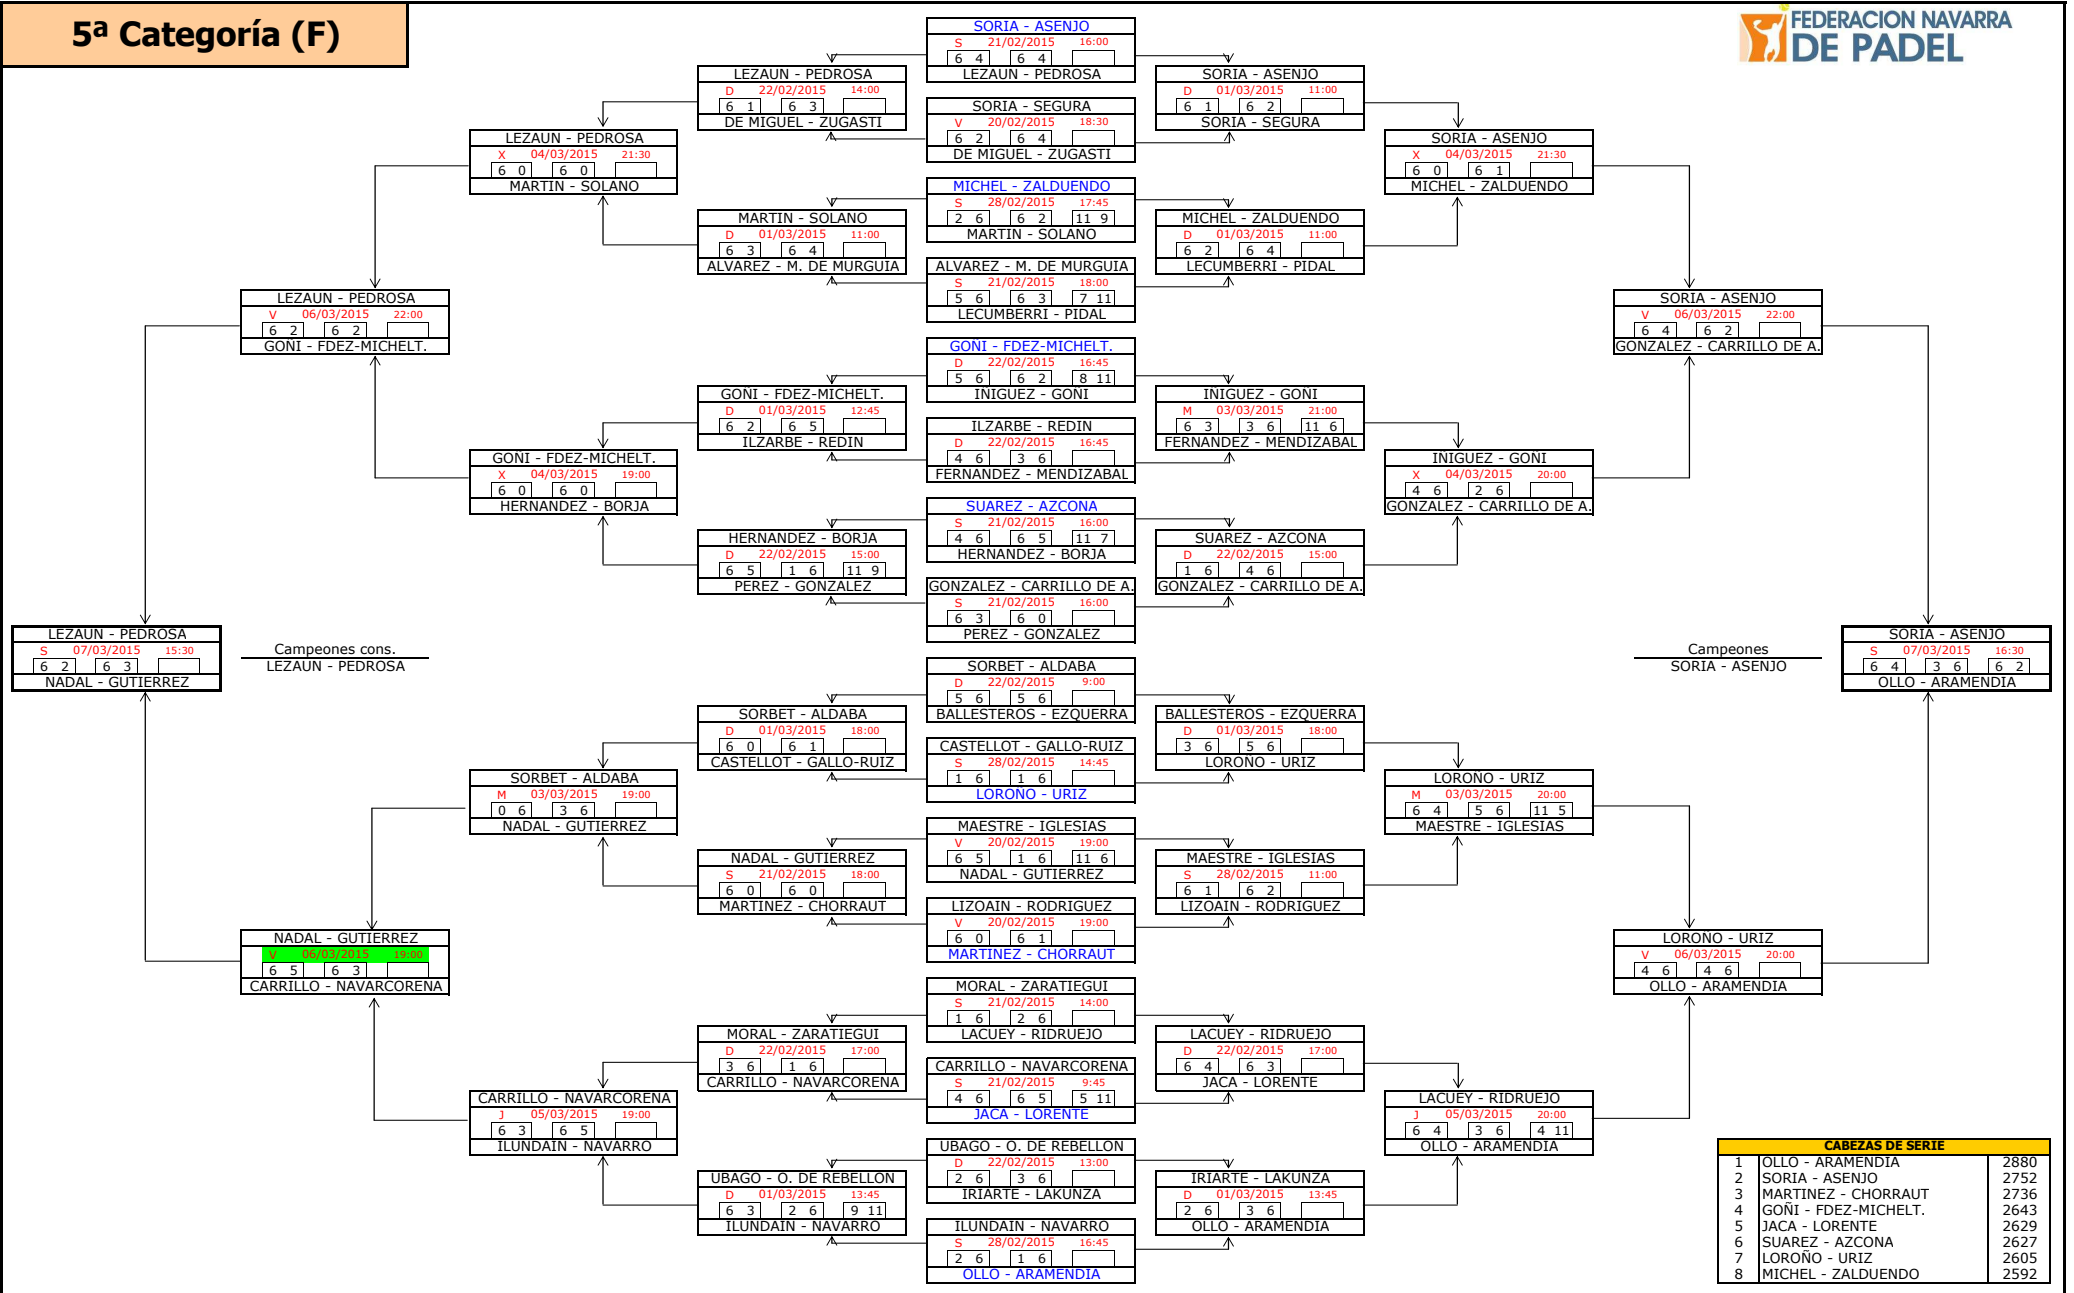 5ª Categoría (F)
FEDERACION NAVARRA
DE PADEL
LEZAUN - PEDROSA
S 07/03/2015 15:30
6 2 6 3
NADAL - GUTIERREZ
Campeones cons.
LEZAUN - PEDROSA
LEZAUN - PEDROSA
V 06/03/2015 22:00
6 2 6 2
GOÑI - FDEZ-MICHELT.
NADAL - GUTIERREZ
V 06/03/2015 19:00
6 5 6 3
CARRILLO - NAVARCORENA
LEZAUN - PEDROSA
X 04/03/2015 21:30
6 0 6 0
MARTIN - SOLANO
GOÑI - FDEZ-MICHELT.
X 04/03/2015 19:00
6 0 6 0
HERNANDEZ - BORJA
SORBET - ALDABA
M 03/03/2015 19:00
0 6 3 6
NADAL - GUTIERREZ
CARRILLO - NAVARCORENA
J 05/03/2015 19:00
6 3 6 5
ILUNDAIN - NAVARRO
LEZAUN - PEDROSA
D 22/02/2015 14:00
6 1 6 3
DE MIGUEL - ZUGASTI
MARTIN - SOLANO
D 01/03/2015 11:00
6 3 6 4
ALVAREZ - M. DE MURGUIA
GOÑI - FDEZ-MICHELT.
D 01/03/2015 12:45
6 2 6 5
ILZARBE - REDIN
HERNANDEZ - BORJA
D 22/02/2015 15:00
6 5 1 6 11 9
PEREZ - GONZALEZ
SORBET - ALDABA
D 01/03/2015 18:00
6 0 6 1
CASTELLOT - GALLO-RUIZ
NADAL - GUTIERREZ
S 21/02/2015 18:00
6 0 6 0
MARTINEZ - CHORRAUT
MORAL - ZARATIEGUI
D 22/02/2015 17:00
3 6 1 6
CARRILLO - NAVARCORENA
UBAGO - O. DE REBELLON
D 01/03/2015 13:45
6 3 2 6 9 11
ILUNDAIN - NAVARRO
SORIA - ASENJO
S 21/02/2015 16:00
6 4 6 4
LEZAUN - PEDROSA
SORIA - SEGURA
V 20/02/2015 18:30
6 2 6 4
DE MIGUEL - ZUGASTI
MICHEL - ZALDUENDO
S 28/02/2015 17:45
2 6 6 2 11 9
MARTIN - SOLANO
ALVAREZ - M. DE MURGUIA
S 21/02/2015 18:00
5 6 6 3 7 11
LECUMBERRI - PIDAL
GOÑI - FDEZ-MICHELT.
D 22/02/2015 16:45
5 6 6 2 8 11
IÑIGUEZ - GOÑI
ILZARBE - REDIN
D 22/02/2015 16:45
4 6 3 6
FERNANDEZ - MENDIZABAL
SUAREZ - AZCONA
S 21/02/2015 16:00
4 6 6 5 11 7
HERNANDEZ - BORJA
GONZALEZ - CARRILLO DE A.
S 21/02/2015 16:00
6 3 6 0
PEREZ - GONZALEZ
SORBET - ALDABA
D 22/02/2015 9:00
5 6 5 6
BALLESTEROS - EZQUERRA
CASTELLOT - GALLO-RUIZ
S 28/02/2015 14:45
1 6 1 6
LOROÑO - URIZ
MAESTRE - IGLESIAS
V 20/02/2015 19:00
6 5 1 6 11 6
NADAL - GUTIERREZ
LIZOAIN - RODRIGUEZ
V 20/02/2015 19:00
6 0 6 1
MARTINEZ - CHORRAUT
MORAL - ZARATIEGUI
S 21/02/2015 14:00
1 6 2 6
LACUEY - RIDRUEJO
CARRILLO - NAVARCORENA
S 21/02/2015 9:45
4 6 6 5 5 11
JACA - LORENTE
UBAGO - O. DE REBELLON
D 22/02/2015 13:00
2 6 3 6
IRIARTE - LAKUNZA
ILUNDAIN - NAVARRO
S 28/02/2015 16:45
2 6 1 6
OLLO - ARAMENDIA
SORIA - ASENJO
D 01/03/2015 11:00
6 1 6 2
SORIA - SEGURA
MICHEL - ZALDUENDO
D 01/03/2015 11:00
6 2 6 4
LECUMBERRI - PIDAL
IÑIGUEZ - GOÑI
M 03/03/2015 21:00
6 3 3 6 11 6
FERNANDEZ - MENDIZABAL
SUAREZ - AZCONA
D 22/02/2015 15:00
1 6 4 6
GONZALEZ - CARRILLO DE A.
BALLESTEROS - EZQUERRA
D 01/03/2015 18:00
3 6 5 6
LOROÑO - URIZ
MAESTRE - IGLESIAS
S 28/02/2015 11:00
6 1 6 2
LIZOAIN - RODRIGUEZ
LACUEY - RIDRUEJO
D 22/02/2015 17:00
6 4 6 3
JACA - LORENTE
IRIARTE - LAKUNZA
D 01/03/2015 13:45
2 6 3 6
OLLO - ARAMENDIA
SORIA - ASENJO
X 04/03/2015 21:30
6 0 6 1
MICHEL - ZALDUENDO
IÑIGUEZ - GOÑI
X 04/03/2015 20:00
4 6 2 6
GONZALEZ - CARRILLO DE A.
LOROÑO - URIZ
M 03/03/2015 20:00
6 4 5 6 11 5
MAESTRE - IGLESIAS
LACUEY - RIDRUEJO
J 05/03/2015 20:00
6 4 3 6 4 11
OLLO - ARAMENDIA
SORIA - ASENJO
V 06/03/2015 22:00
6 4 6 2
GONZALEZ - CARRILLO DE A.
LOROÑO - URIZ
V 06/03/2015 20:00
4 6 4 6
OLLO - ARAMENDIA
Campeones
SORIA - ASENJO
SORIA - ASENJO
S 07/03/2015 16:30
6 4 3 6 6 2
OLLO - ARAMENDIA
CABEZAS DE SERIE
1 OLLO - ARAMENDIA 2880
2 SORIA - ASENJO 2752
3 MARTINEZ - CHORRAUT 2736
4 GOÑI - FDEZ-MICHELT. 2643
5 JACA - LORENTE 2629
6 SUAREZ - AZCONA 2627
7 LOROÑO - URIZ 2605
8 MICHEL - ZALDUENDO 2592